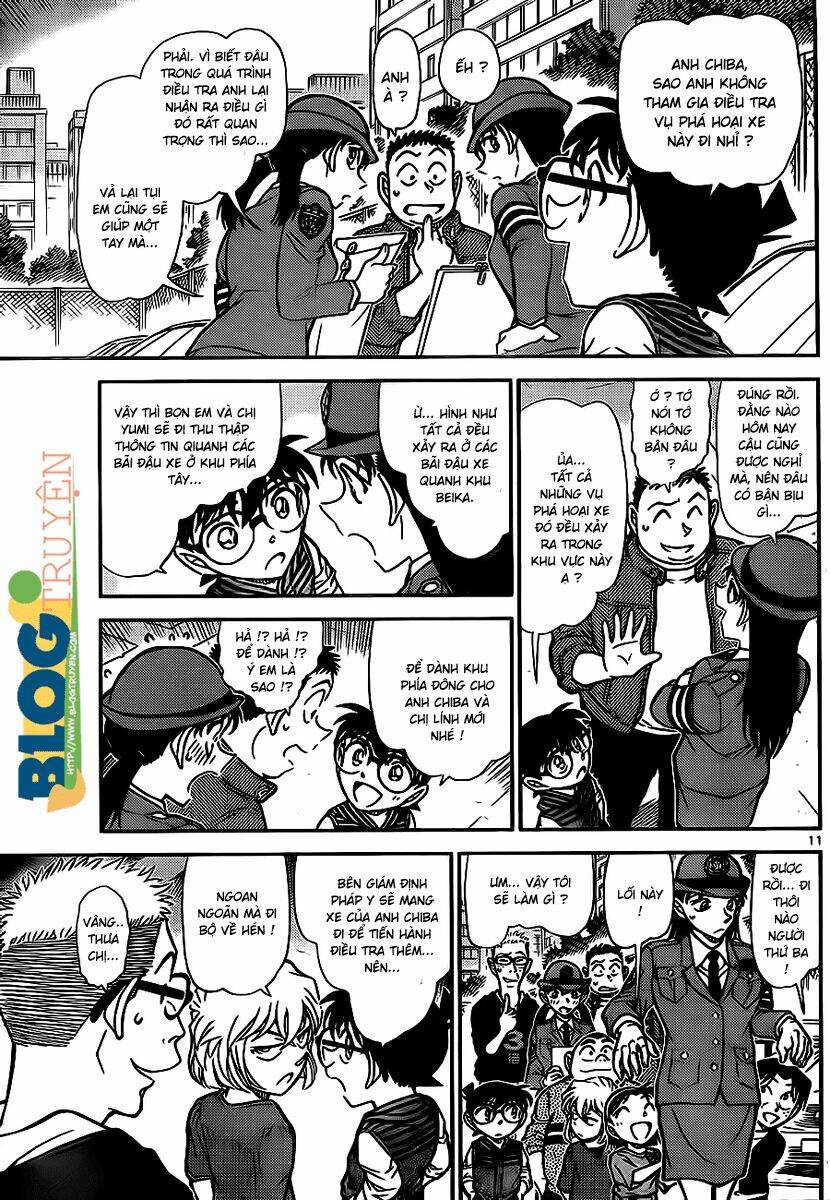 ANH CHIBA,
SAO ANH KHÔNG
THAM GIA ĐIỀU TRA
VỤ PHÁ HOẠI XE
NÀY ĐI NHỈ ?
ẾH ?
ANH
À ?
PHẢI. VÌ BIẾT ĐÂU
TRONG QUÁ TRÌNH
ĐIỀU TRA ANH LẠI
NHẬN RA ĐIỀU GÌ
ĐÓ RẤT QUAN
TRỌNG THÌ SAO...
VẢ LẠI TỤI
EM CŨNG SẼ
GIÚP MỘT
TAY MÀ...
ĐÚNG RỒI.
ĐẰNG NÀO
HÔM NAY
CẬU CŨNG
ĐƯỢC NGHỈ
MÀ, NÊN ĐÂU
CÓ BẬN BỊU
GÌ...
Ơ ? TỚ
NÓI TỚ
KHÔNG
BẬN ĐÂU ?
ỦA...
TẤT CẢ
NHỮNG VỤ
PHÁ HOẠI XE
ĐÓ ĐỀU XẢY
RA TRONG
KHU VỰC NÀY
Ạ ?
Ừ... HÌNH NHƯ
TẤT CẢ ĐỀU
XẢY RA Ở CÁC
BÃI ĐẬU XE
QUANH KHU
BEIKA.
VẬY THÌ BỌN EM VÀ CHỊ
YUMI SẼ ĐI THU THẬP
THÔNG TIN QIUANH CÁC
BÃI ĐẬU XE Ở KHU PHÍA
TÂY...
ĐỂ DÀNH KHU
PHÍA ĐÔNG CHO
ANH CHIBA VÀ
CHỊ LÍNH MỚI
NHÉ !
HẢ !? HẢ !?
ĐỂ DÀNH !?
Ý EM LÀ
SAO !?
11
ĐƯỢC
RỒI... ĐI
THÔI NÀO
NGƯỜI
THỨ BA !
LỐI NÀY !
ƯM... VẬY TÔI
SẼ LÀM GÌ ?
BÊN GIÁM ĐỊNH
PHÁP Y SẼ MANG
XE CỦA ANH CHIBA
ĐI ĐỂ TIẾN HÀNH
ĐIỀU TRA THÊM...
NÊN...
NGOAN
NGOÃN MÀ ĐI
BỘ VỀ HÉN !
VÂNG..
THƯA
CHỊ...
3
BLOGTRUYỆN
HTTP://WWW.BLOGTRUYEN.COM